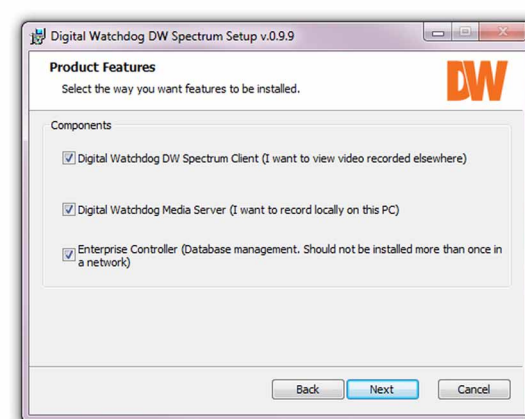 Digital Watchdog DW Spectrum Setup v.0.9.9
Product Features
Select the way you want features to be installed.
DW
Components
Digital Watchdog DW Spectrum Client (I want to view video recorded elsewhere)
Digital Watchdog Media Server (I want to record locally on this PC)
Enterprise Controller (Database management. Should not be installed more than once in
a network)
Back
Next
Cancel